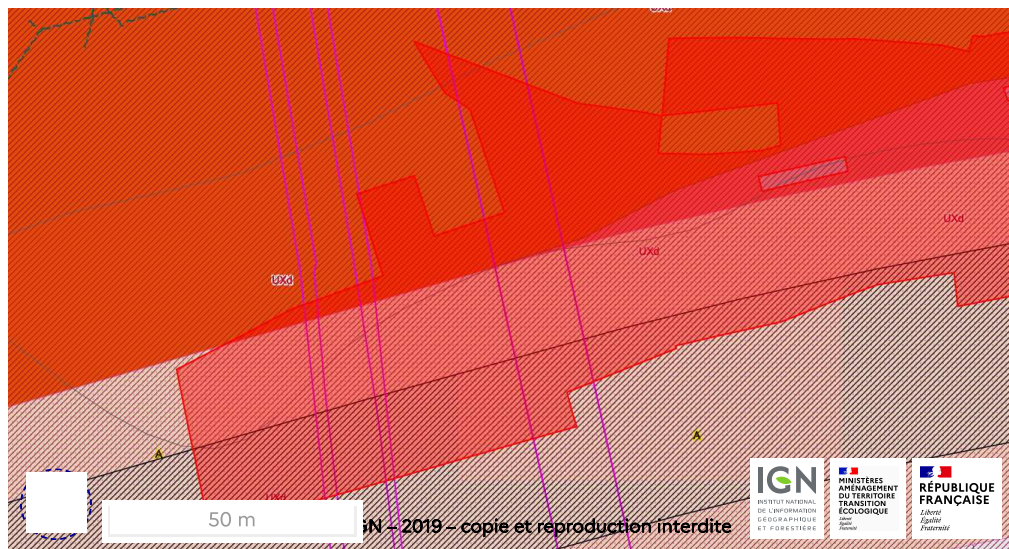 UXd
UXd
UXd
UXd
A
A
UXd
50 m
GN – 2019 – copie et reproduction interdite
IGN
INSTITUT NATIONAL
DE L'INFORMATION
GÉOGRAPHIQUE
ET FORESTIÈRE
MINISTÈRES
AMÉNAGEMENT
DU TERRITOIRE
TRANSITION
ÉCOLOGIQUE
Liberté
Égalité
Fraternité
RÉPUBLIQUE
FRANÇAISE
Liberté
Égalité
Fraternité